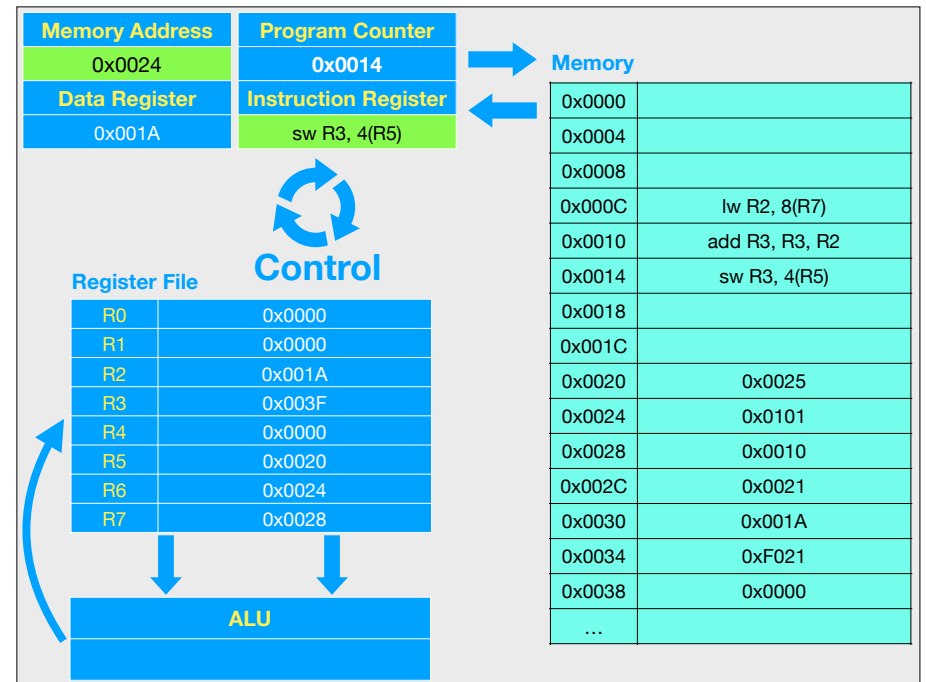 Memory Address Program Counter
0x0024 0x0014
Data Register Instruction Register
0x001A sw R3, 4(R5)
Control
Register File
R0 0x0000
R1 0x0000
R2 0x001A
R3 0x003F
R4 0x0000
R5 0x0020
R6 0x0024
R7 0x0028
ALU
Memory
0x0000
0x0004
0x0008
0x000C lw R2, 8(R7)
0x0010 add R3, R3, R2
0x0014 sw R3, 4(R5)
0x0018
0x001C
0x0020 0x0025
0x0024 0x0101
0x0028 0x0010
0x002C 0x0021
0x0030 0x001A
0x0034 0xF021
0x0038 0x0000
…